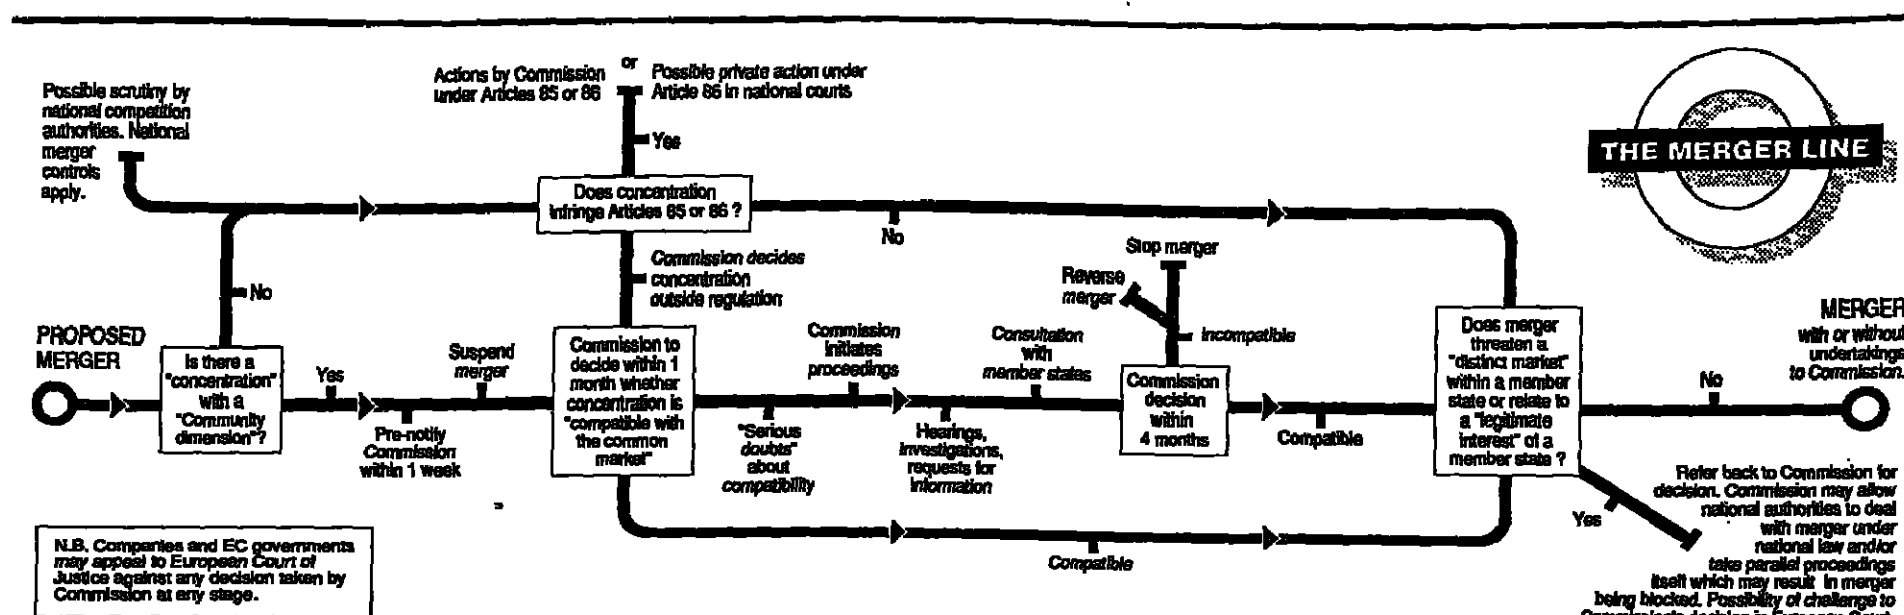 Possible scrutiny by
national competition
authorities. National
merger
controls
apply.
Actions by Commission
under Articles 85 or 86
or
Possible private action under
Article 86 in national courts
Yes
THE MERGER LINE
Does concentration
infringe Articles 85 or 86 ?
No
Commission decides
concentration
outside regulation
No
Stop merger
Reverse
merger
Incompatible
PROPOSED
MERGER
Is there a
"concentration"
with a
"Community
dimension"?
Yes
Pre-notify
Commission
within 1 week
Suspend
merger
Commission to
decide within 1
month whether
concentration is
"compatible with
the common
market"
"Serious
doubts"
about
compatibility
Commission
initiates
proceedings
Hearings,
investigations,
requests for
information
Consultation
with
member states
Commission
decision
within
4 months
Compatible
Does merger
threaten a
"distinct market"
within a member
state or relate to
a "legitimate
interest" of a
member state ?
No
MERGER
with or without
undertakings
to Commission.
Yes
Refer back to Commission for
decision. Commission may allow
national authorities to deal
with merger under
national law and/or
take parallel proceedings
itself which may result in merger
being blocked. Possibility of challenge to
Compatible
N.B. Companies and EC governments
may appeal to European Court of
Justice against any decision taken by
Commission at any stage.